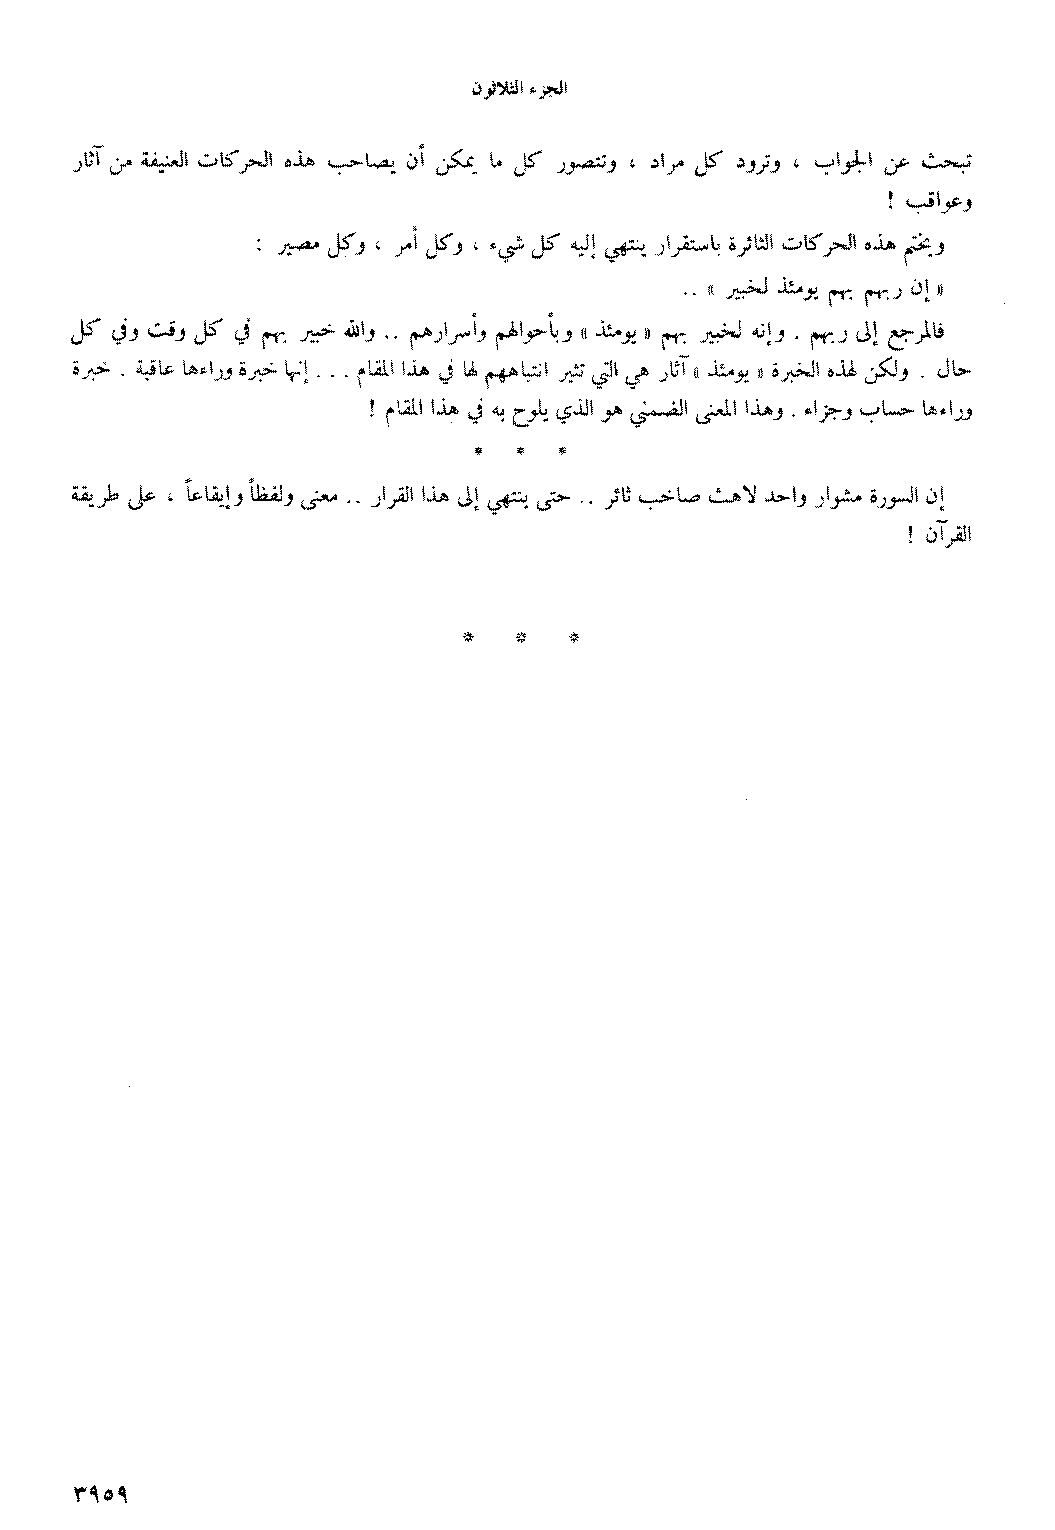 الجزء الثلاثون
تبحث عن الجواب ، وترود كل مراد ، وتتصور كل ما يمكن أن يصاحب هذه الحركات العنيفة من آثار
وعواقب !
ويختم هذه الحركات الثائرة باستقرار ينتهي إليه كل شيء ، وكل أمر ، وكل مصير :
« إن ربهم بهم يومئذ لخبير » ..
فالمرجع إلى ربهم . وإنه لخبير بهم « يومئذ » وبأحوالهم وأسرارهم .. والله خبير بهم في كل وقت وفي كل
حال . ولكن لهذه الخبرة « يومئذ » آثار هي التي تثير انتباههم لها في هذا المقام . . . إنها خبرة وراءها عاقبة . خبرة
وراءها حساب وجزاء . وهذا المعنى الضمني هو الذي يلوح به في هذا المقام !
* * *
إن السورة مشوار واحد لاهث صاخب ثائر .. حتى ينتهي إلى هذا القرار .. معنى ولفظاً وإيقاعاً ، على طريقة
القرآن !
* * *
٣٩٥٩